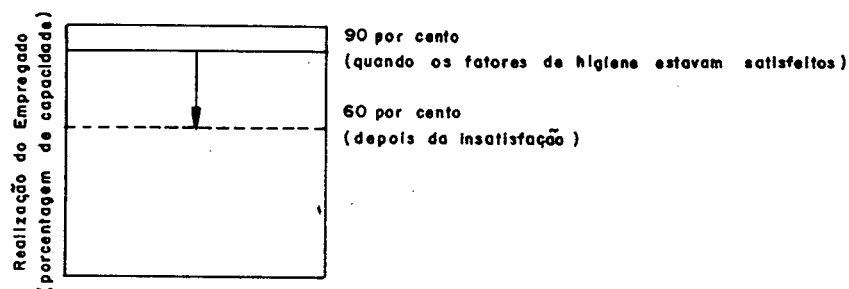 Realização do Empregado
(porcentagem de capacidade)
90 por cento
(quando os fatores de higiene estavam satisfeitos)
60 por cento
(depois da insatisfação)